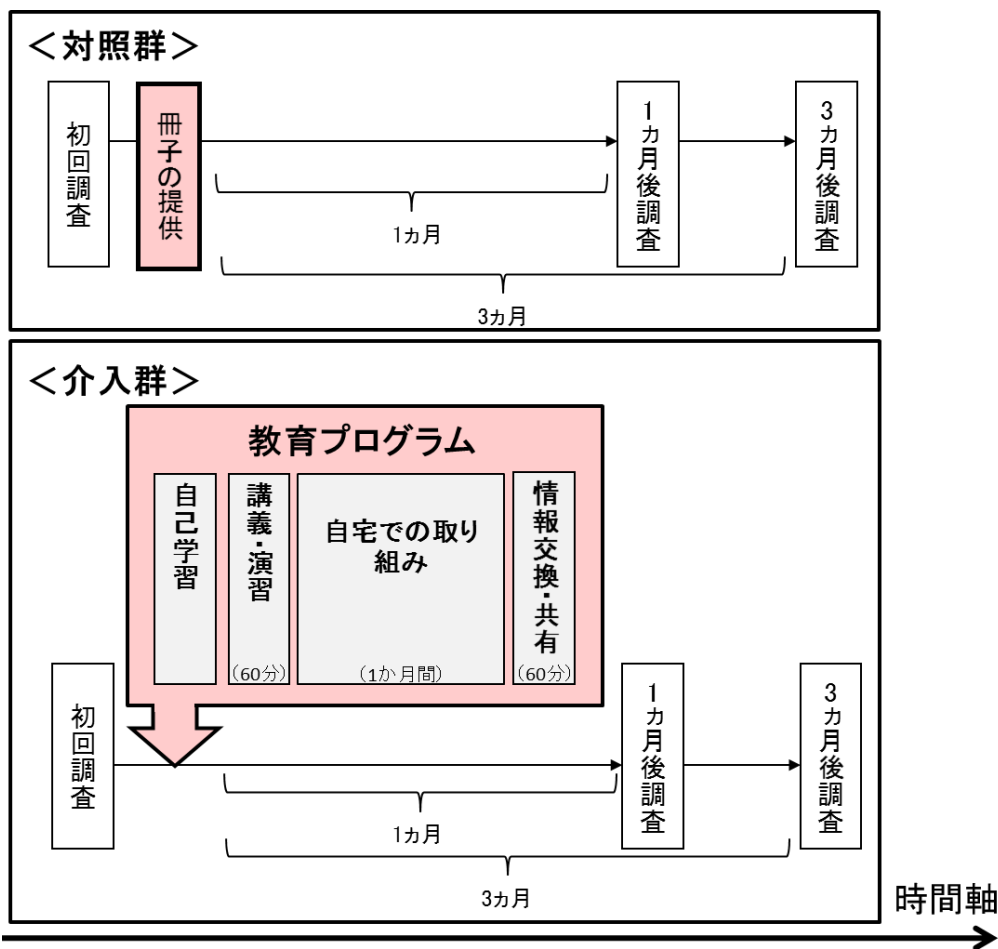 ＜対照群＞
初回調査
冊子の提供
1カ月後調査
3カ月後調査
1ヵ月
3ヵ月
＜介入群＞
教育プログラム
自己学習
講義・演習
(60分)
自宅での取り
組み
(1か月間)
情報交換・共有
(60分)
初回調査
1カ月後調査
3カ月後調査
1ヵ月
3ヵ月
時間軸